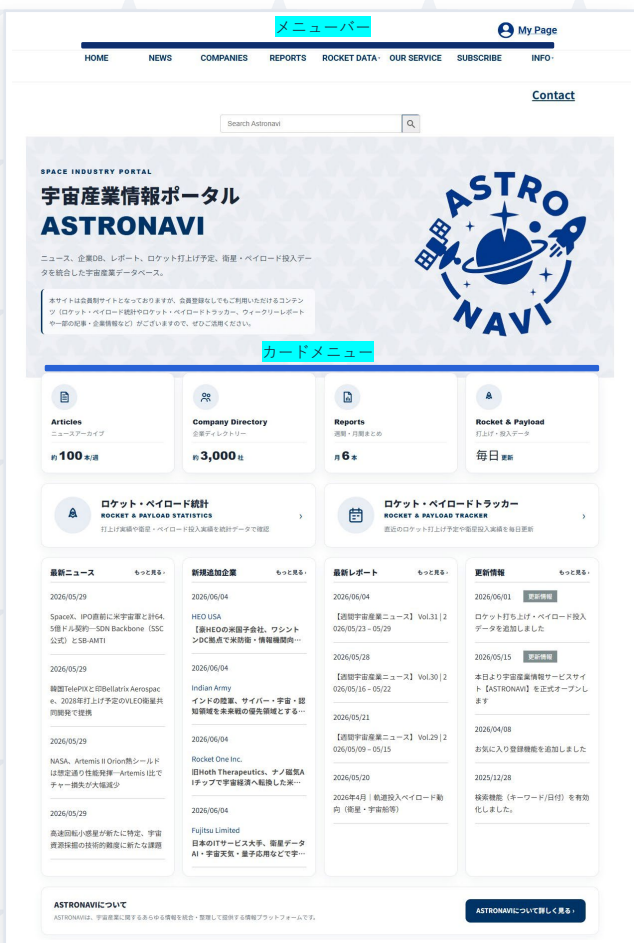 メニューバー
My Page
HOME NEWS COMPANIES REPORTS ROCKET DATA OUR SERVICE SUBSCRIBE INFO
Contact
Search Astronavi
SPACE INDUSTRY PORTAL
宇宙産業情報ポータル
ASTRONAVI
ニュース、企業DB、レポート、ロケット打上げ予定、衛星・ペイロード投入デー
タを統合した宇宙産業データベース。
本サイトは会員制サイトとなっておりますが、会員登録なしでもご利用いただけるコンテン
ツ（ロケット・ペイロード統計やロケット・ペイロードトラッカー、ウィークリーレポート
や一部の記事・企業情報など）がございますので、ぜひご活用ください。
ASTRO
NAVI
カードメニュー
Articles
ニュースアーカイブ
約 100 本/週
Company Directory
企業ディレクトリー
約 3,000 社
Reports
週間・月間まとめ
月 6 本
Rocket & Payload
打上げ・投入データ
毎日 更新
ロケット・ペイロード統計
ROCKET & PAYLOAD STATISTICS
打上げ実績や衛星・ペイロード投入実績を統計データで確認 ›
ロケット・ペイロードトラッカー
ROCKET & PAYLOAD TRACKER
直近のロケット打上げ予定や衛星投入実績を毎日更新 ›
最新ニュース もっと見る ›
2026/05/29
SpaceX、IPO直前に米宇宙軍と計64.
5億ドル契約―SDN Backbone（SSC
公式）とSB-AMTI
2026/05/29
韓国TelePIXと印Bellatrix Aerospac
e、2028年打上げ予定のVLEO衛星共
同開発で提携
2026/05/29
NASA、Artemis II Orion熱シールド
は想定通り性能発揮―Artemis I比で
チャー損失が大幅減少
2026/05/29
高速回転小惑星が新たに特定、宇宙
資源採掘の技術的難度に新たな課題
新規追加企業 もっと見る ›
2026/06/04
HEO USA
【豪HEOの米国子会社、ワシント
ンDC拠点で米防衛・情報機関向…
2026/06/04
Indian Army
インドの陸軍、サイバー・宇宙・認
知領域を未来戦の優先領域とする…
2026/06/04
Rocket One Inc.
旧Hoth Therapeutics、ナノ磁気A
Iチップで宇宙経済へ転換した米…
2026/06/04
Fujitsu Limited
日本のITサービス大手、衛星データ
AI・宇宙天気・量子応用などで宇…
最新レポート もっと見る ›
2026/06/04
【週間宇宙産業ニュース】Vol.31 | 2
026/05/23 – 05/29
2026/05/28
【週間宇宙産業ニュース】Vol.30 | 2
026/05/16 – 05/22
2026/05/21
【週間宇宙産業ニュース】Vol.29 | 2
026/05/09 – 05/15
2026/05/20
2026年4月｜軌道投入ペイロード動
向（衛星・宇宙船等）
更新情報 もっと見る ›
2026/06/01 更新情報
ロケット打ち上げ・ペイロード投入
データを追加しました
2026/05/15 更新情報
本日より宇宙産業情報サービスサイ
ト【ASTRONAVI】を正式オープンし
ます
2026/04/08
お気に入り登録機能を追加しました
2025/12/28
検索機能（キーワード/日付）を有効
化しました。
ASTRONAVIについて
ASTRONAVIは、宇宙産業に関するあらゆる情報を統合・整理して提供する情報プラットフォームです。
ASTRONAVIについて詳しく見る ›